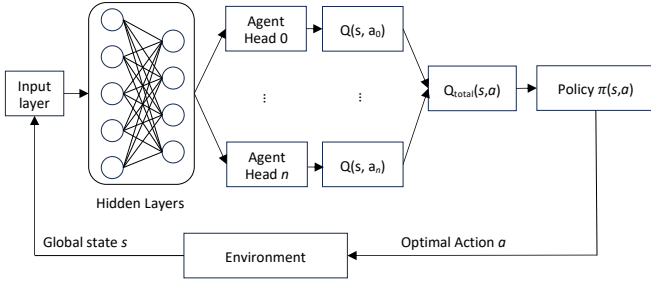 Agent
Head 0
Q(s, a₀)
Input
layer
...
...
Qtotal(s,a)
Policy π(s,a)
Agent
Head n
Q(s, aₙ)
Hidden Layers
Global state s
Environment
Optimal Action a